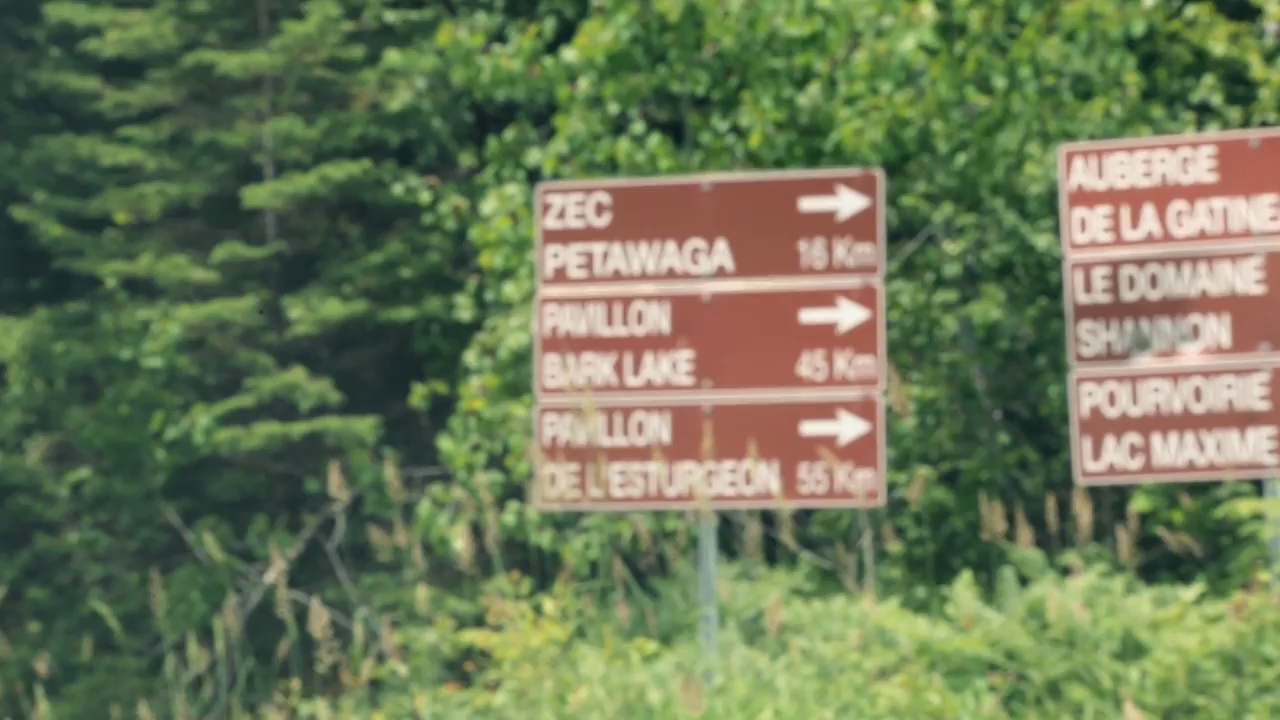 ZEC
PETAWAGA 16 Km
PAVILLON
BARK LAKE 45 Km
PAVILLON
DE L'ESTURGEON 55 Km
AUBERGE
DE LA GATINE
LE DOMAINE
SHANNON
POURVOIRIE
LAC MAXIME